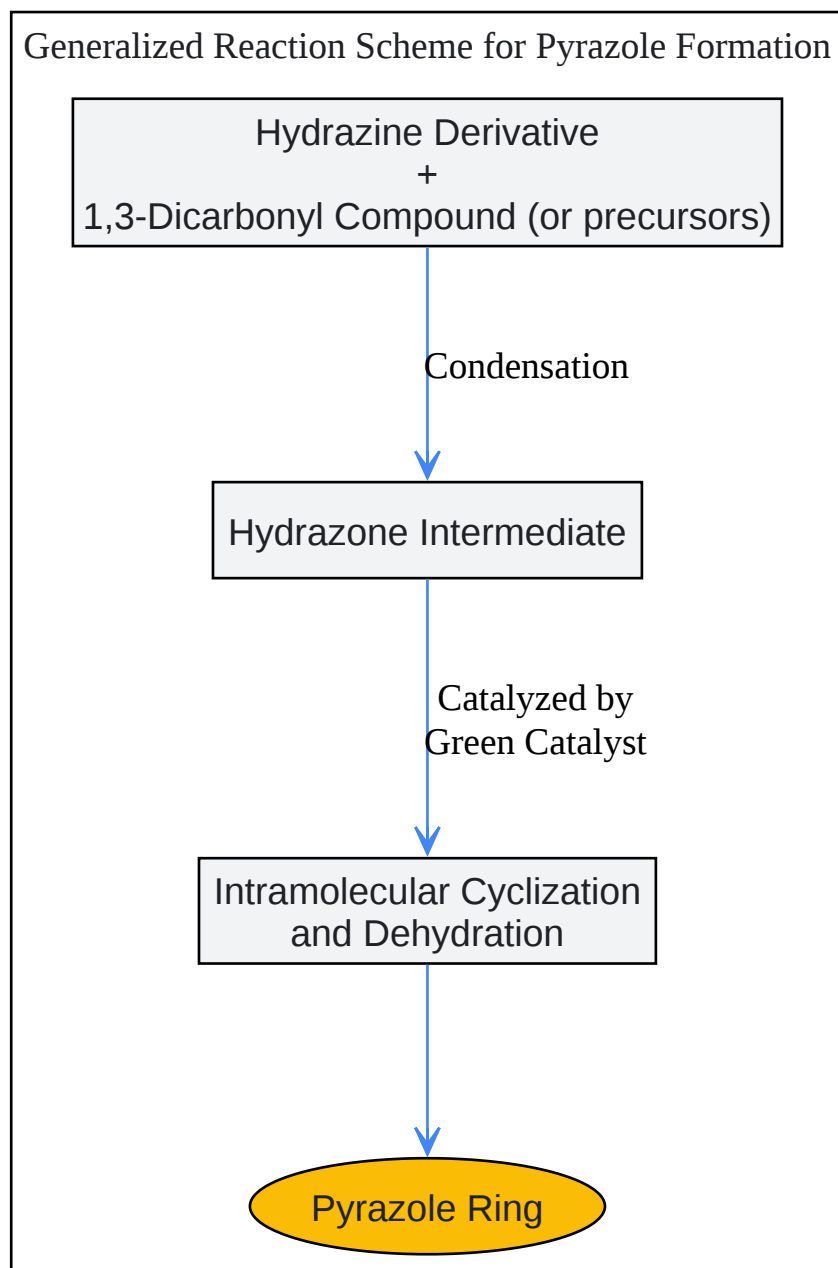 Generalized Reaction Scheme for Pyrazole Formation
Hydrazine Derivative
+
1,3-Dicarbonyl Compound (or precursors)
Condensation
Hydrazone Intermediate
Catalyzed by
Green Catalyst
Intramolecular Cyclization
and Dehydration
Pyrazole Ring